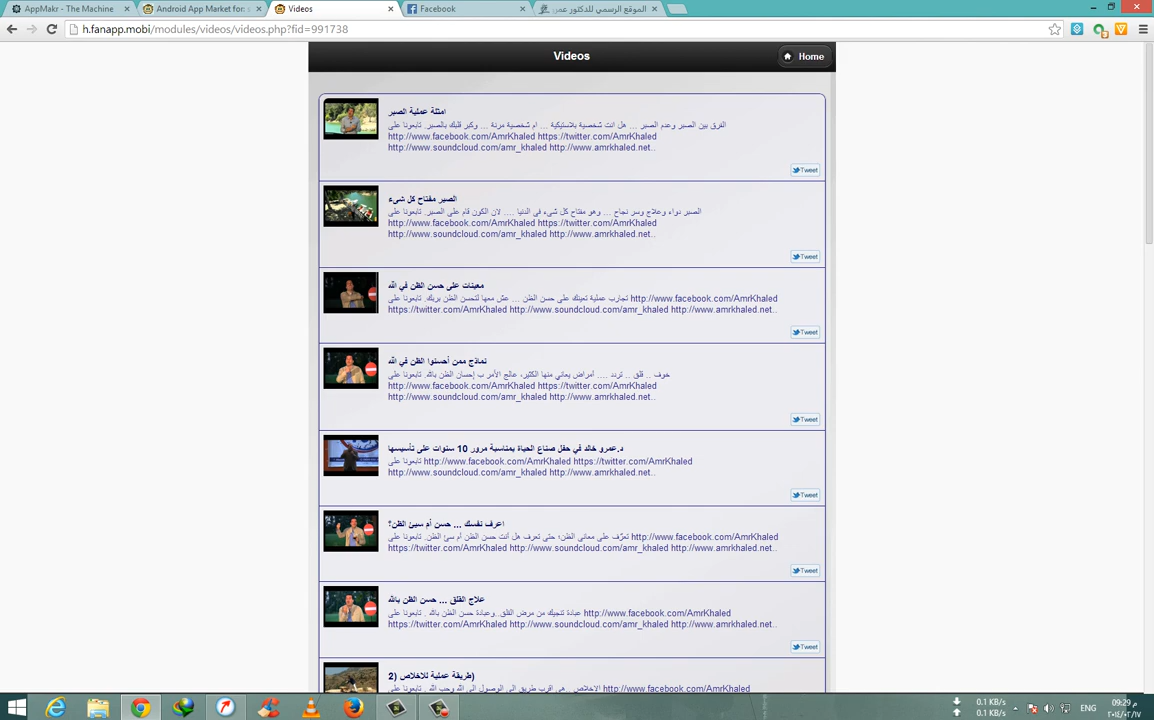 AppMakr - The Machine
Android App Market for
Videos
Facebook
الموقع الرسمي للدكتور عمرو
h.fanapp.mobi/modules/videos/videos.php?fid=991738
Videos
Home
امثلة عملية الصبر
الفرق بين الصبر وعدم الصبر ... هل انت شخصية بلاستيكية ... ام شخصية مرنة ... وكبر قلبك بالصبر. تابعونا على
http://www.facebook.com/AmrKhaled https://twitter.com/AmrKhaled
http://www.soundcloud.com/amr_khaled http://www.amrkhaled.net..
Tweet
الصبر مفتاح كل شىء
الصبر دواء وعلاج وسر نجاح ... وهو مفتاح كل شيء في الدنيا .... لان الكون قام على الصبر. تابعونا على
http://www.facebook.com/AmrKhaled https://twitter.com/AmrKhaled
http://www.soundcloud.com/amr_khaled http://www.amrkhaled.net..
Tweet
معينات على حسن الظن في الله
تجارب عملية تعينك على حسن الظن ... عش معها لتحسن الظن بربك. تابعونا على http://www.facebook.com/AmrKhaled
https://twitter.com/AmrKhaled http://www.soundcloud.com/amr_khaled http://www.amrkhaled.net..
Tweet
نماذج ممن أحسنوا الظن في الله
خوف .. قلق .. تردد .... أمراض يعاني منها الكثير، عالج الأمر ب إحسان الظن بالله. تابعونا على
http://www.facebook.com/AmrKhaled https://twitter.com/AmrKhaled
http://www.soundcloud.com/amr_khaled http://www.amrkhaled.net..
Tweet
د.عمرو خالد في حفل صناع الحياة بمناسبة مرور 10 سنوات على تأسيسها
تابعونا على http://www.facebook.com/AmrKhaled https://twitter.com/AmrKhaled
http://www.soundcloud.com/amr_khaled http://www.amrkhaled.net..
Tweet
اعرف نفسك ... حسن أم سيئ الظن؟
تعرَّف على معاني الظن؛ حتى تعرف هل أنت حسن الظن أم سئ الظن. تابعونا على http://www.facebook.com/AmrKhaled
https://twitter.com/AmrKhaled http://www.soundcloud.com/amr_khaled http://www.amrkhaled.net..
Tweet
علاج القلق ... حسن الظن بالله
عبادة تنجيك من مرض القلق. وعبادة حسن الظن بالله . تابعونا على http://www.facebook.com/AmrKhaled
https://twitter.com/AmrKhaled http://www.soundcloud.com/amr_khaled http://www.amrkhaled.net..
Tweet
(طريقة عملية للاخلاص (2
الاخلاص ..هى اقرب طريق الى الوصول الى الله وحب الله . تابعونا على http://www.facebook.com/AmrKhaled
0.1 KB/s
0.1 KB/s
ENG
09:29 م
٢٠١٤/٠٢/١٧